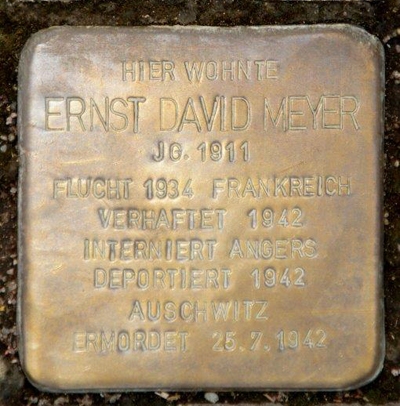 HIER WOHNTE
ERNST DAVID MEYER
JG. 1911
FLUCHT 1934 FRANKREICH
VERHAFTET 1942
INTERNIERT ANGERS
DEPORTIERT 1942
AUSCHWITZ
ERMORDET 25.7.1942